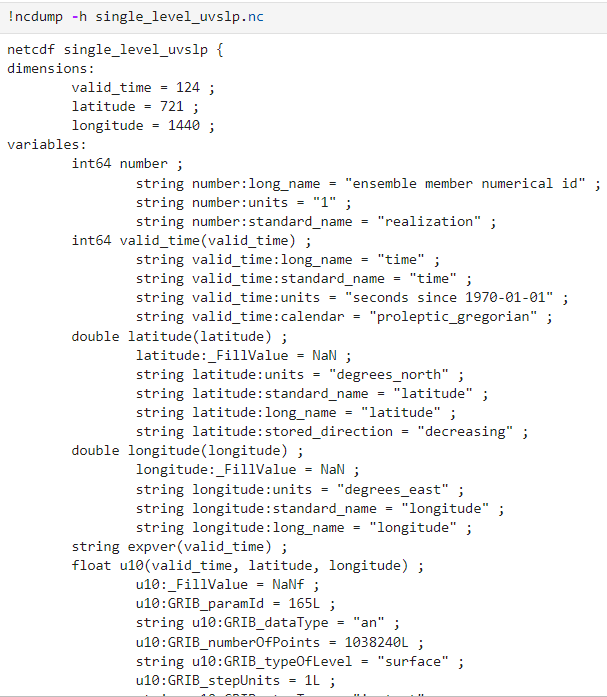 !ncdump -h single_level_uvslp.nc
netcdf single_level_uvslp {
dimensions:
valid_time = 124 ;
latitude = 721 ;
longitude = 1440 ;
variables:
int64 number ;
string number:long_name = "ensemble member numerical id" ;
string number:units = "1" ;
string number:standard_name = "realization" ;
int64 valid_time(valid_time) ;
string valid_time:long_name = "time" ;
string valid_time:standard_name = "time" ;
string valid_time:units = "seconds since 1970-01-01" ;
string valid_time:calendar = "proleptic_gregorian" ;
double latitude(latitude) ;
latitude:_FillValue = NaN ;
string latitude:units = "degrees_north" ;
string latitude:standard_name = "latitude" ;
string latitude:long_name = "latitude" ;
string latitude:stored_direction = "decreasing" ;
double longitude(longitude) ;
longitude:_FillValue = NaN ;
string longitude:units = "degrees_east" ;
string longitude:standard_name = "longitude" ;
string longitude:long_name = "longitude" ;
string expver(valid_time) ;
float u10(valid_time, latitude, longitude) ;
u10:_FillValue = NaNf ;
u10:GRIB_paramId = 165L ;
string u10:GRIB_dataType = "an" ;
u10:GRIB_numberOfPoints = 1038240L ;
string u10:GRIB_typeOfLevel = "surface" ;
u10:GRIB_stepUnits = 1L ;